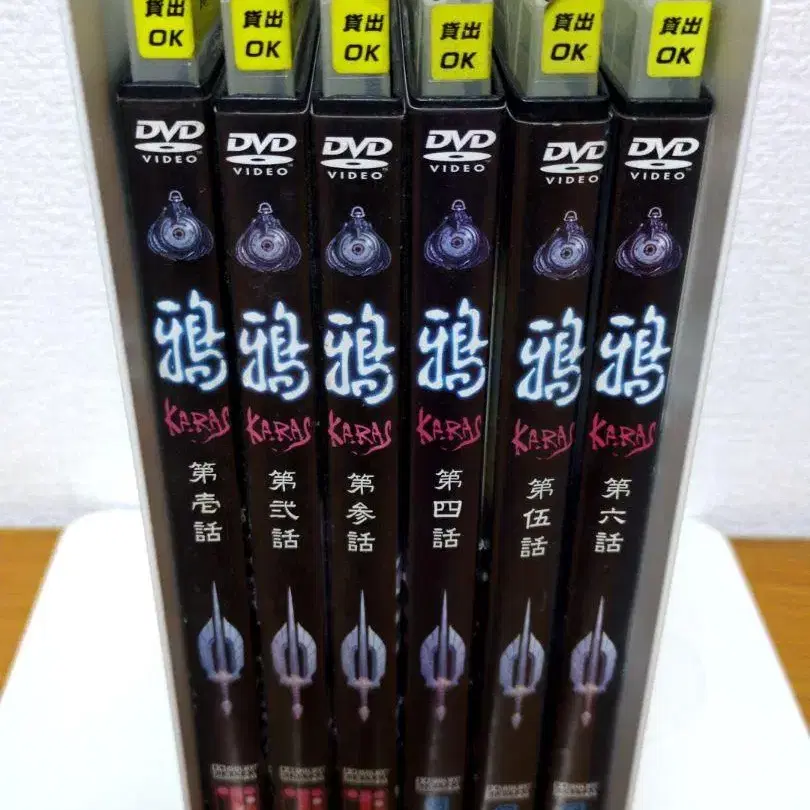 貸出
OK
DVD
VIDEO
鴉
KARAS
第壱話
貸出
OK
DVD
VIDEO
鴉
KARAS
第弐話
貸出
OK
DVD
VIDEO
鴉
KARAS
第参話
貸出
OK
DVD
VIDEO
鴉
KARAS
第四話
貸出
OK
DVD
VIDEO
鴉
KARAS
第伍話
貸出
OK
DVD
VIDEO
鴉
KARAS
第六話